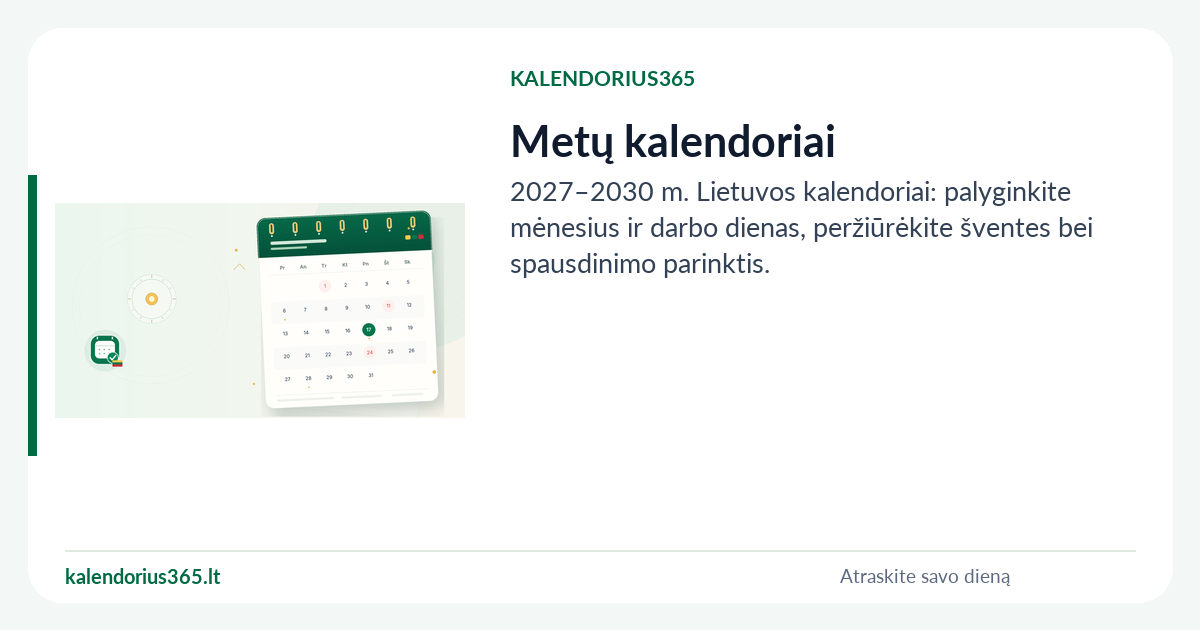 KALENDORIUS365
Metų kalendoriai
2027–2030 m. Lietuvos kalendoriai: palyginkite
mėnesius ir darbo dienas, peržiūrėkite šventes bei
spausdinimo parinktis.
Pr An Tr Kt Pn Št Sk
1 2 3 4 5
6 7 8 9 10 11 12
13 14 15 16 17 18 19
20 21 22 23 24 25 26
27 28 29 30 31
kalendorius365.lt
Atraskite savo dieną